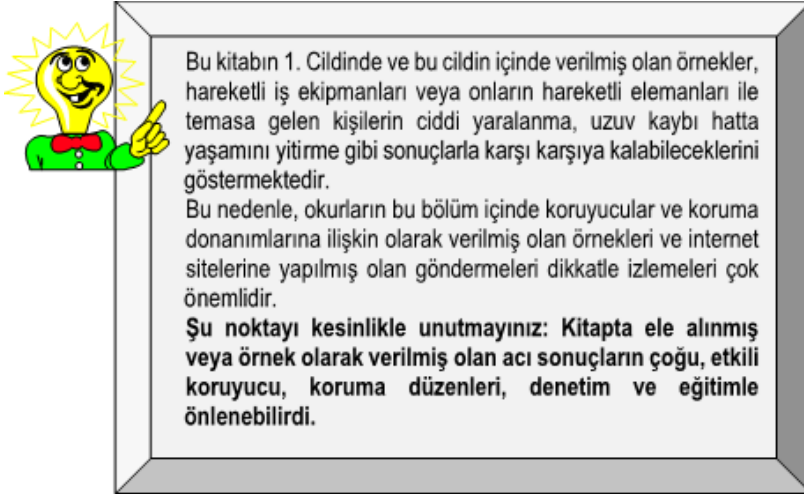 Bu kitabın 1. Cildinde ve bu cildin içinde verilmiş olan örnekler,
hareketli iş ekipmanları veya onların hareketli elemanları ile
temasa gelen kişilerin ciddi yaralanma, uzuv kaybı hatta
yaşamını yitirme gibi sonuçlarla karşı karşıya kalabileceklerini
göstermektedir.
Bu nedenle, okurların bu bölüm içinde koruyucular ve koruma
donanımlarına ilişkin olarak verilmiş olan örnekleri ve internet
sitelerine yapılmış olan göndermeleri dikkatle izlemeleri çok
önemlidir.
Şu noktayı kesinlikle unutmayınız: Kitapta ele alınmış
veya örnek olarak verilmiş olan acı sonuçların çoğu, etkili
koruyucu, koruma düzenleri, denetim ve eğitimle
önlenebilirdi.